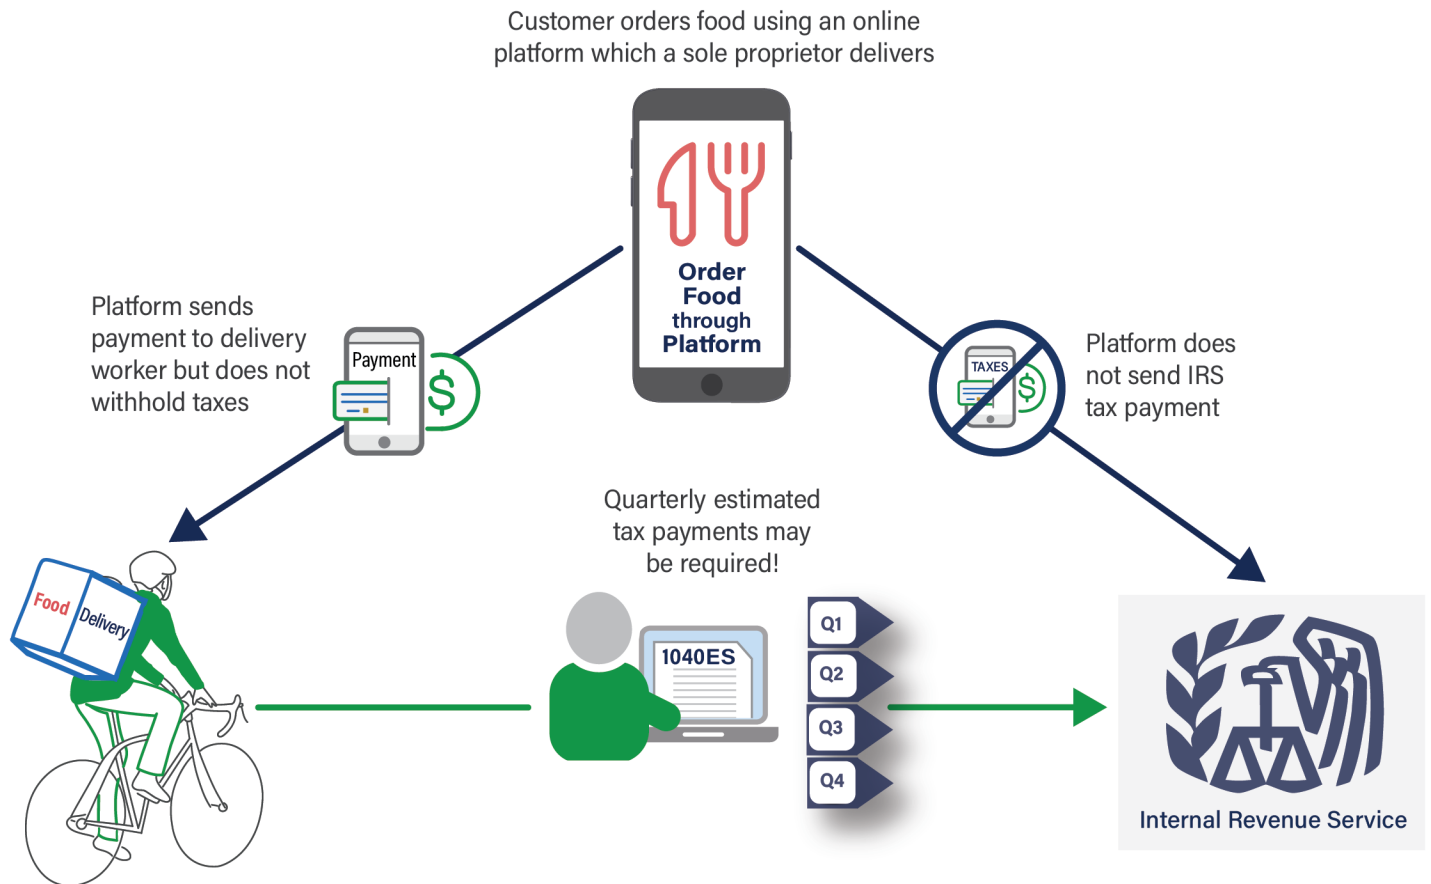 Customer orders food using an online
platform which a sole proprietor delivers
Order
Food
through
Platform
Platform sends
payment to delivery
worker but does not
withhold taxes
Payment
$
TAXES
$
Platform does
not send IRS
tax payment
Quarterly estimated
tax payments may
be required!
Food
Delivery
1040ES
Q1
Q2
Q3
Q4
Internal Revenue Service